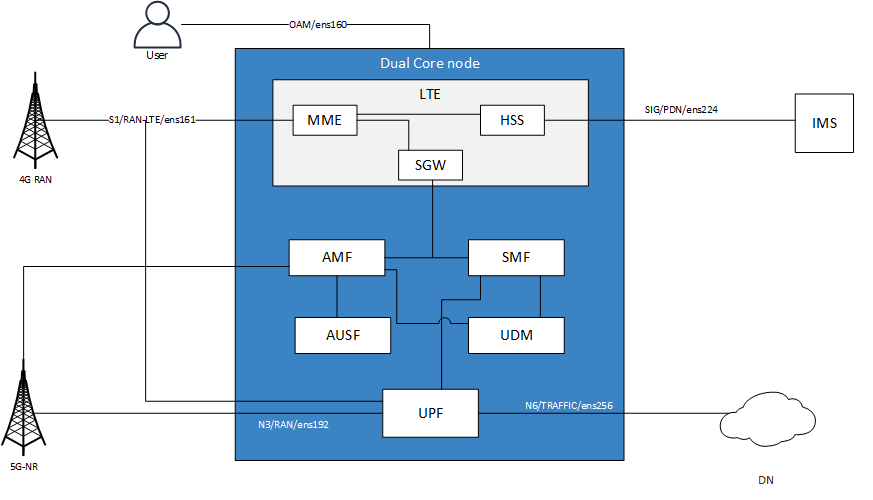 OAM/ens160
User
Dual Core node
LTE
S1/RAN-LTE/ens161
MME
HSS
SIG/PDN/ens224
IMS
SGW
4G RAN
AMF
SMF
AUSF
UDM
UPF
N6/TRAFFIC/ens256
N3/RAN/ens192
5G-NR
DN